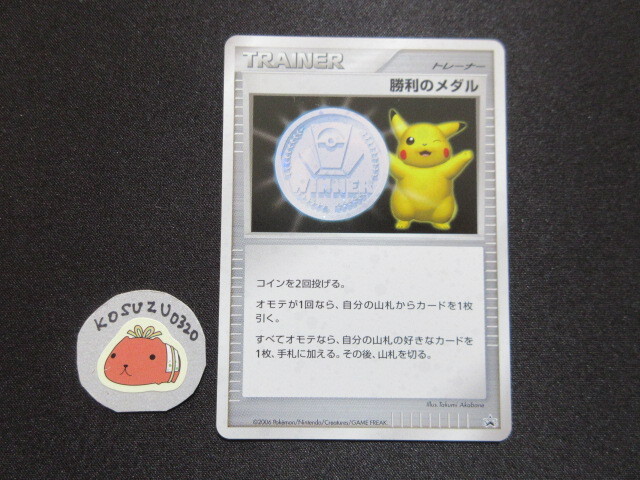 TRAINER
トレーナー
勝利のメダル
WINNER
コインを2回投げる。
オモテが1回なら、自分の山札からカードを1枚
引く。
すべてオモテなら、自分の山札の好きなカードを
1枚、手札に加える。その後、山札を切る。
Illus. Takumi Akabane
©2006 Pokémon/Nintendo/Creatures/GAME FREAK.
KOSUZU0320